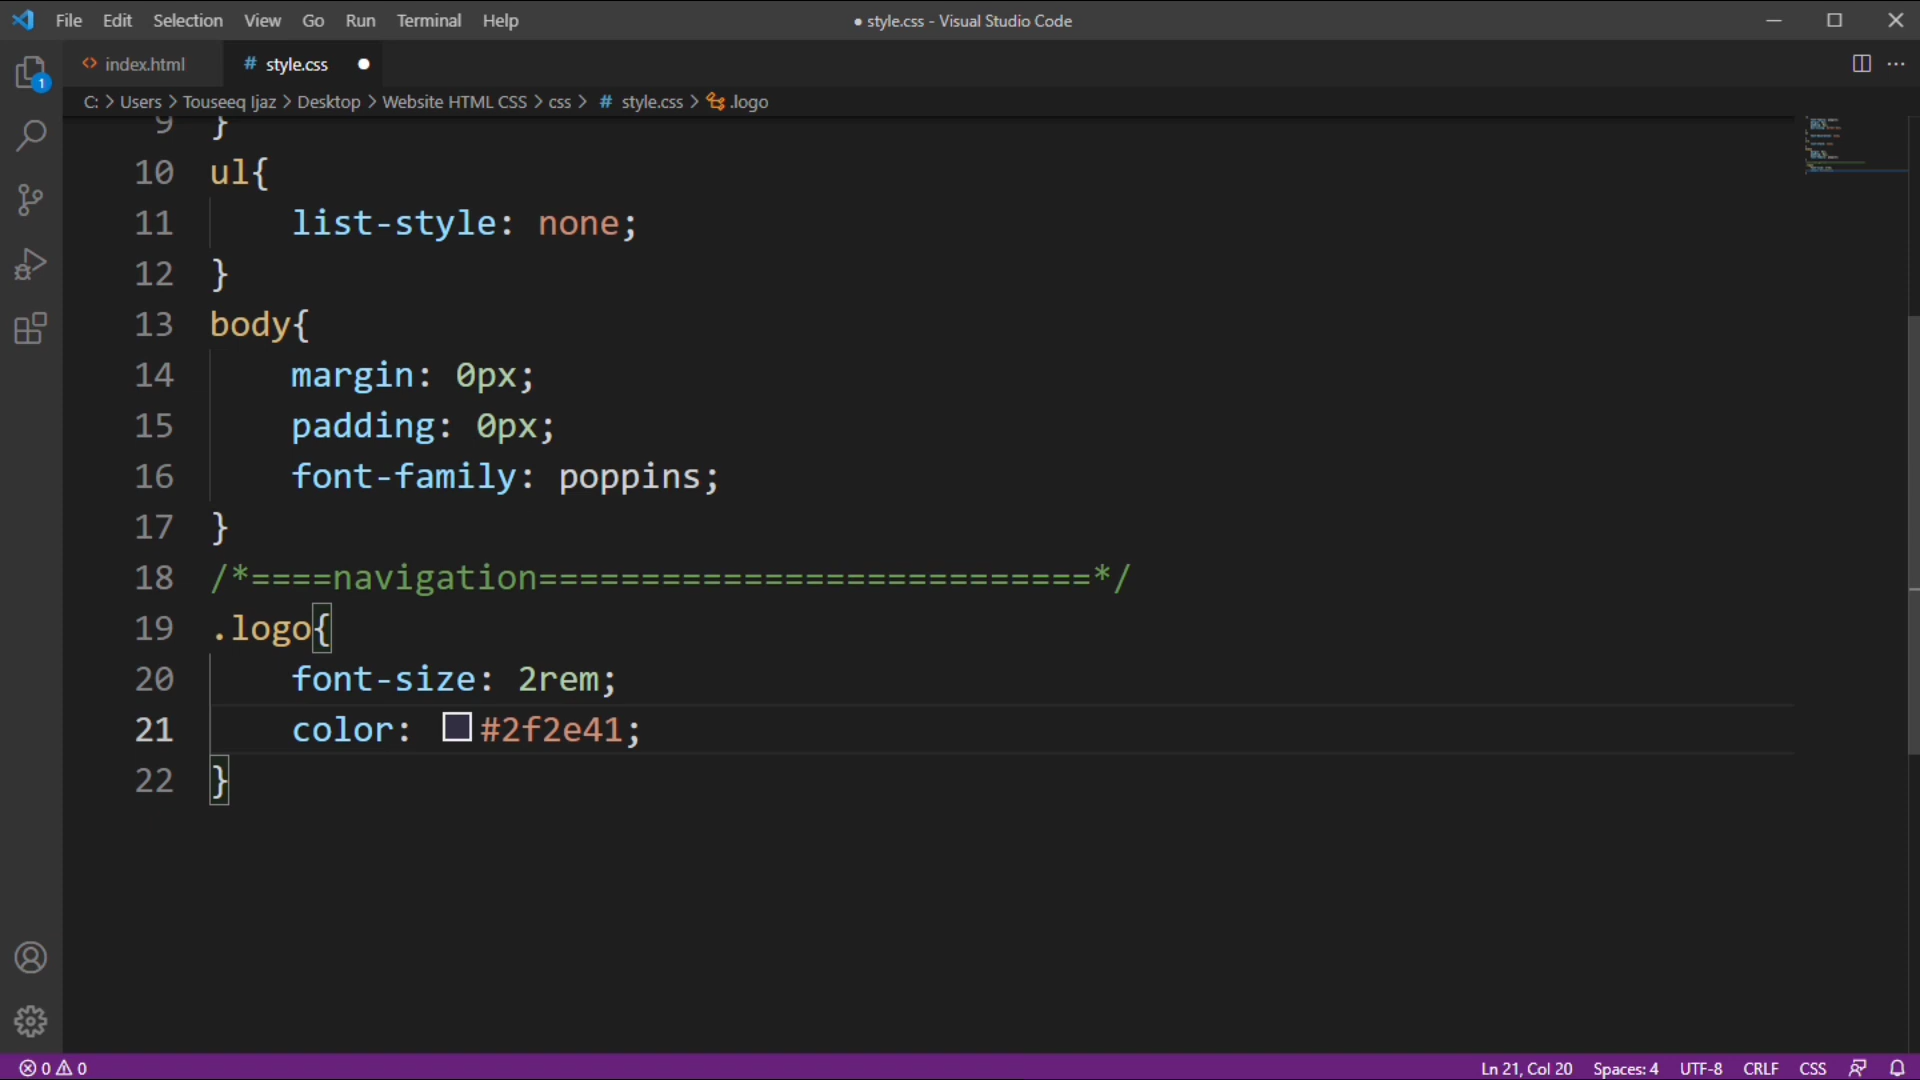 File Edit Selection View Go Run Terminal Help
● style.css - Visual Studio Code
index.html
# style.css ●
C: > Users > Touseeq Ijaz > Desktop > Website HTML CSS > css > # style.css > .logo
1
9 }
10 ul{
11 list-style: none;
12 }
13 body{
14 margin: 0px;
15 padding: 0px;
16 font-family: poppins;
17 }
18 /*====navigation===========================*/
19 .logo{
20 font-size: 2rem;
21 color: #2f2e41;
22 }
0 0
Ln 21, Col 20 Spaces: 4 UTF-8 CRLF CSS